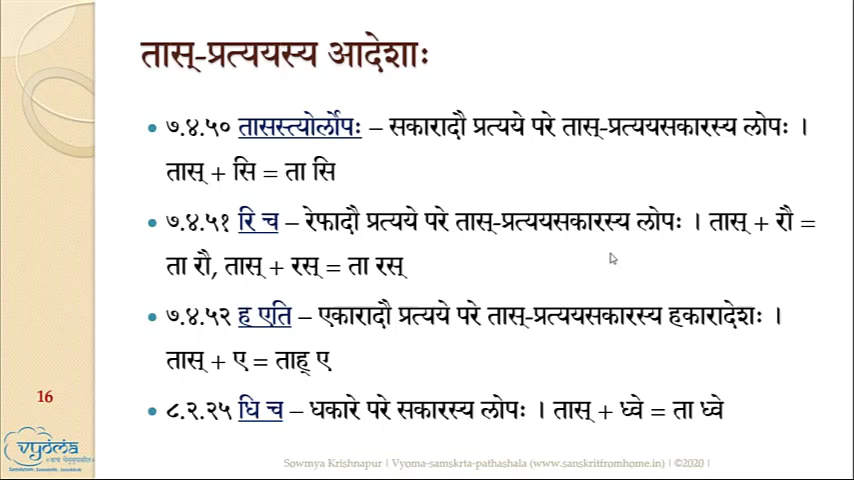 तास्-प्रत्ययस्य आदेशाः
• ७.४.५० तासस्त्योर्लोपः – सकारादौ प्रत्यये परे तास्-प्रत्ययसकारस्य लोपः ।
तास् + सि = ता सि
• ७.४.५१ रि च – रेफादौ प्रत्यये परे तास्-प्रत्ययसकारस्य लोपः । तास् + रौ =
ता रौ, तास् + रस् = ता रस्
• ७.४.५२ ह एति – एकारादौ प्रत्यये परे तास्-प्रत्ययसकारस्य हकारादेशः ।
तास् + ए = ताह् ए
• ८.२.२५ धि च – धकारे परे सकारस्य लोपः । तास् + ध्वे = ता ध्वे
16
vyoma
Sowmya Krishnapur | Vyoma-samskrta-pathashala (www.sanskritfromhome.in) | ©2020 |